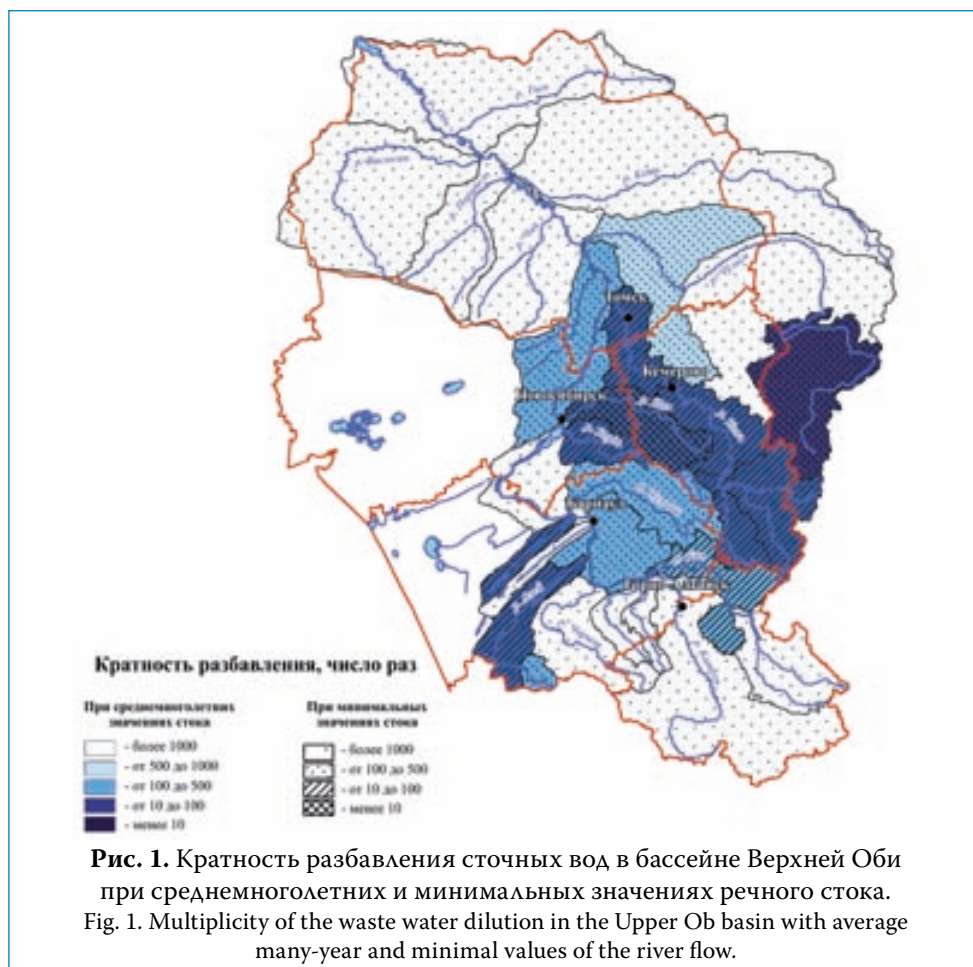 р. Обь
р. Тым
р. Васюган
р. Кеть
Томск
Кемерово
Новосибирск
Барнаул
Горно-Алтайск
Кратность разбавления, число раз
При среднемноголетних
значениях стока
- более 1000
- от 500 до 1000
- от 100 до 500
- от 10 до 100
- менее 10
При минимальных
значениях стока
- более 1000
- от 100 до 500
- от 10 до 100
- менее 10
Рис. 1. Кратность разбавления сточных вод в бассейне Верхней Оби
при среднемноголетних и минимальных значениях речного стока.
Fig. 1. Multiplicity of the waste water dilution in the Upper Ob basin with average
many-year and minimal values of the river flow.